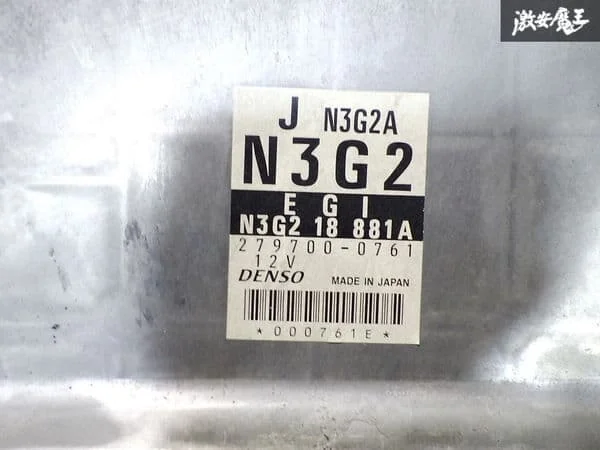 激安魔王
J N3G2A
N3G2
EGI
N3G2 18 881A
279700-0761
12V
DENSO MADE IN JAPAN
*000761E*